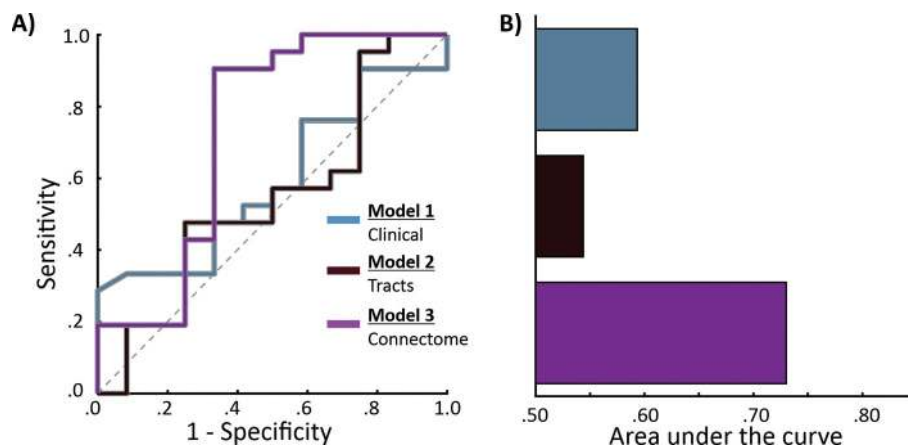 A)
1.0
.8
.6
.4
.2
.0
Sensitivity
Model 1
Clinical
Model 2
Tracts
Model 3
Connectome
.0 .2 .4 .6 .8 1.0
1 - Specificity
B)
.50 .60 .70 .80
Area under the curve